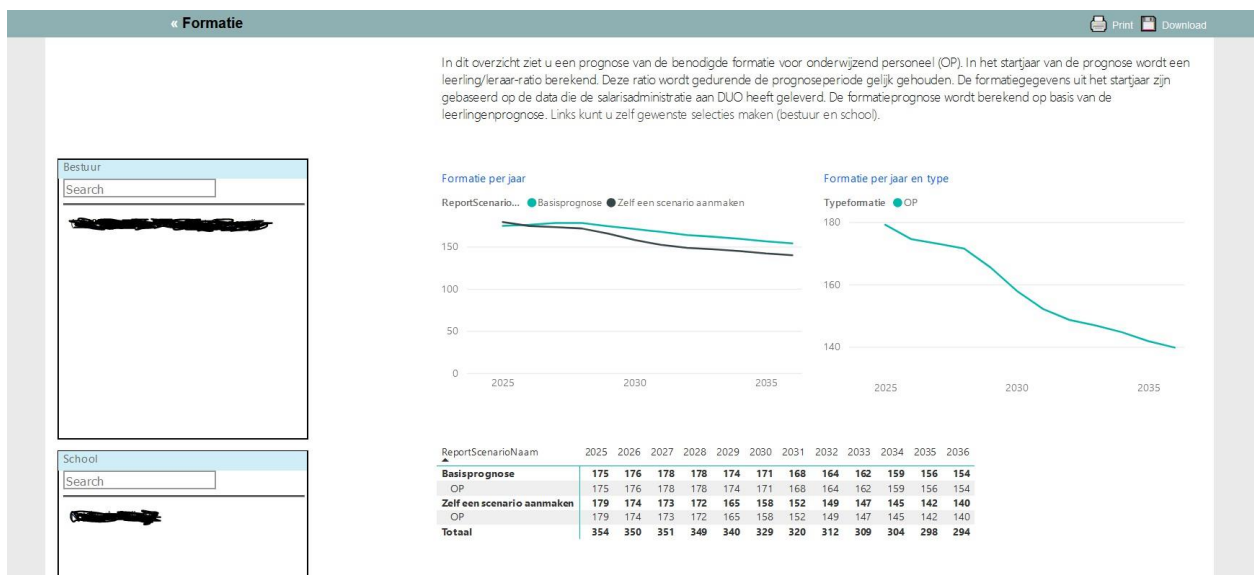 « Formatie
Print Download
In dit overzicht ziet u een prognose van de benodigde formatie voor onderwijzend personeel (OP). In het startjaar van de prognose wordt een
leerling/leraar-ratio berekend. Deze ratio wordt gedurende de prognoseperiode gelijk gehouden. De formatiegegevens uit het startjaar zijn
gebaseerd op de data die de salarisadministratie aan DUO heeft geleverd. De formatieprognose wordt berekend op basis van de
leerlingenprognose. Links kunt u zelf gewenste selecties maken (bestuur en school).
Bestuur
Search
School
Search
Formatie per jaar
ReportScenario... Basisprognose Zelf een scenario aanmaken
150
100
50
0
2025 2030 2035
Formatie per jaar en type
Typeformatie OP
180
160
140
2025 2030 2035
ReportScenarioNaam 2025 2026 2027 2028 2029 2030 2031 2032 2033 2034 2035 2036
Basisprognose 175 176 178 178 174 171 168 164 162 159 156 154
OP 175 176 178 178 174 171 168 164 162 159 156 154
Zelf een scenario aanmaken 179 174 173 172 165 158 152 149 147 145 142 140
OP 179 174 173 172 165 158 152 149 147 145 142 140
Totaal 354 350 351 349 340 329 320 312 309 304 298 294